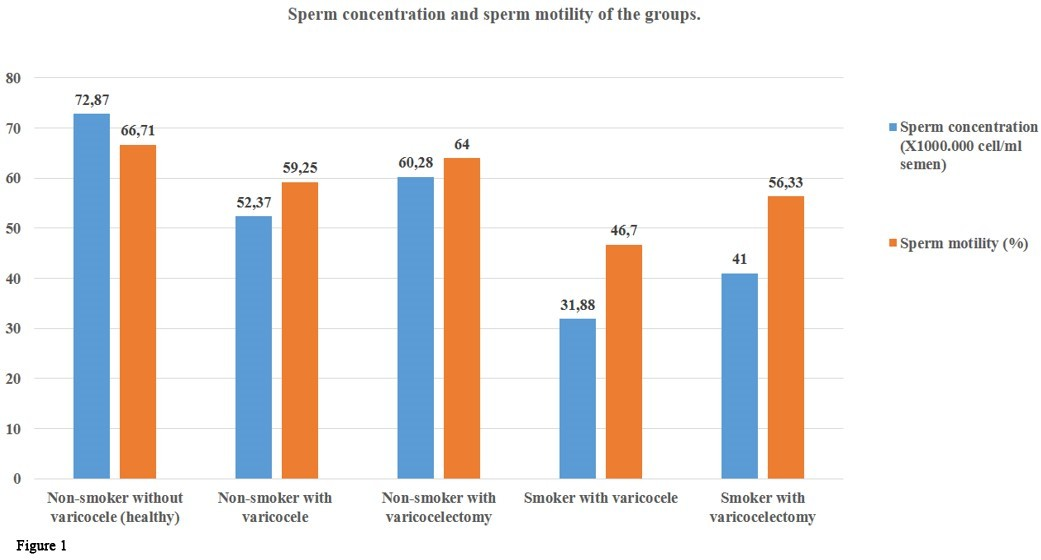 Sperm concentration and sperm motility of the groups.
80
70
60
50
40
30
20
10
0
72,87
66,71
52,37
59,25
60,28
64
31,88
46,7
41
56,33
Non-smoker without
varicocele (healthy)
Non-smoker with
varicocele
Non-smoker with
varicocelectomy
Smoker with varicocele
Smoker with
varicocelectomy
Sperm concentration
(X1000.000 cell/ml
semen)
Sperm motility (%)
Figure 1